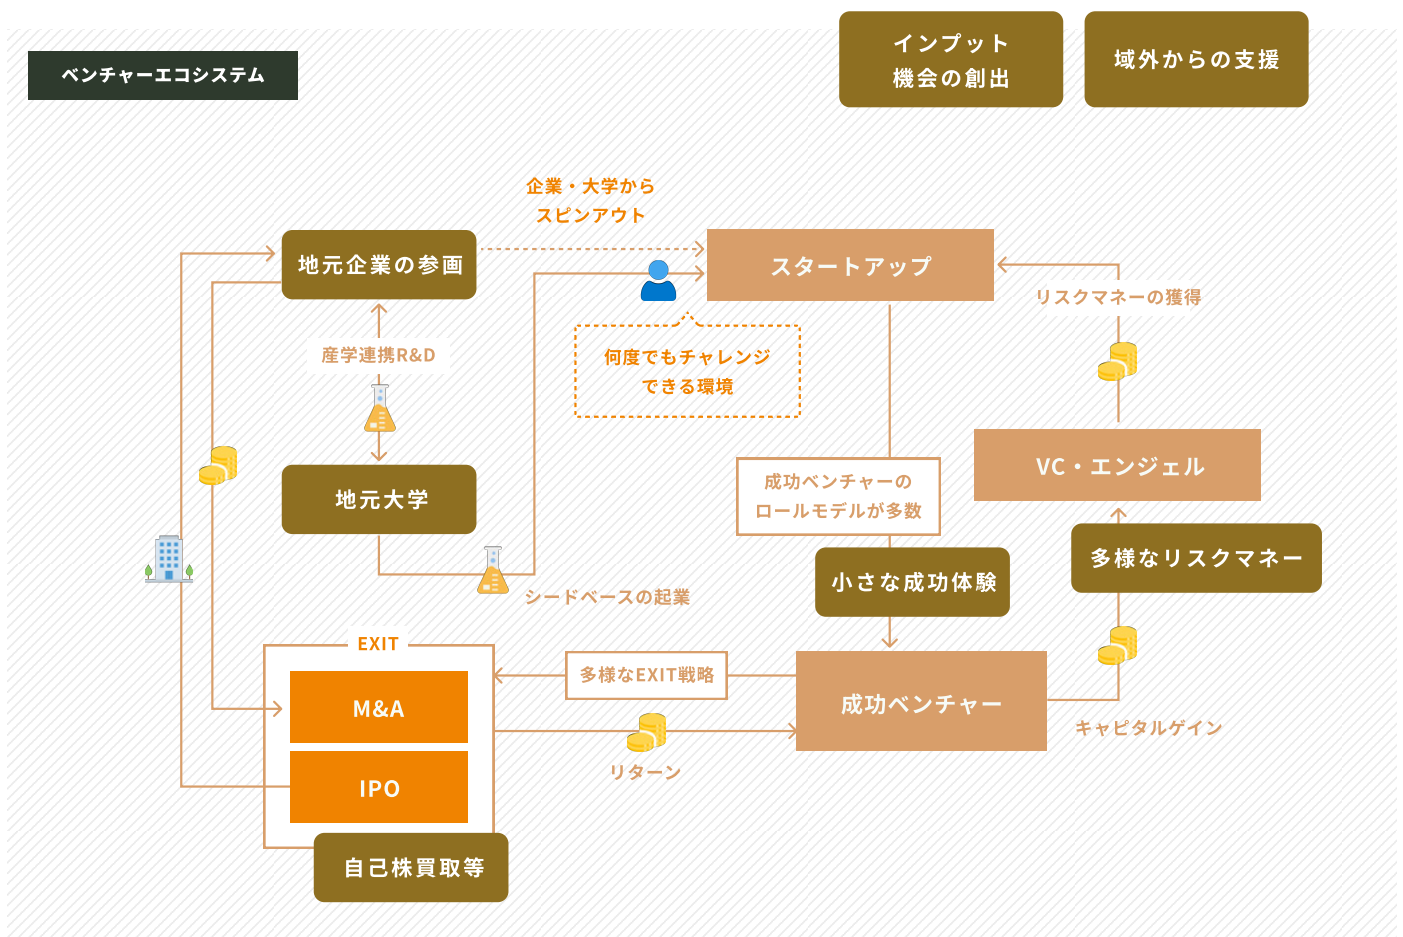 インプット
機会の創出
域外からの支援
ベンチャーエコシステム
企業・大学から
スピンアウト
地元企業の参画
スタートアップ
リスクマネーの獲得
産学連携R&D
何度でもチャレンジ
できる環境
VC・エンジェル
成功ベンチャーの
ロールモデルが多数
地元大学
多様なリスクマネー
小さな成功体験
シードベースの起業
EXIT
多様なEXIT戦略
M&A
成功ベンチャー
キャピタルゲイン
リターン
IPO
自己株買取等